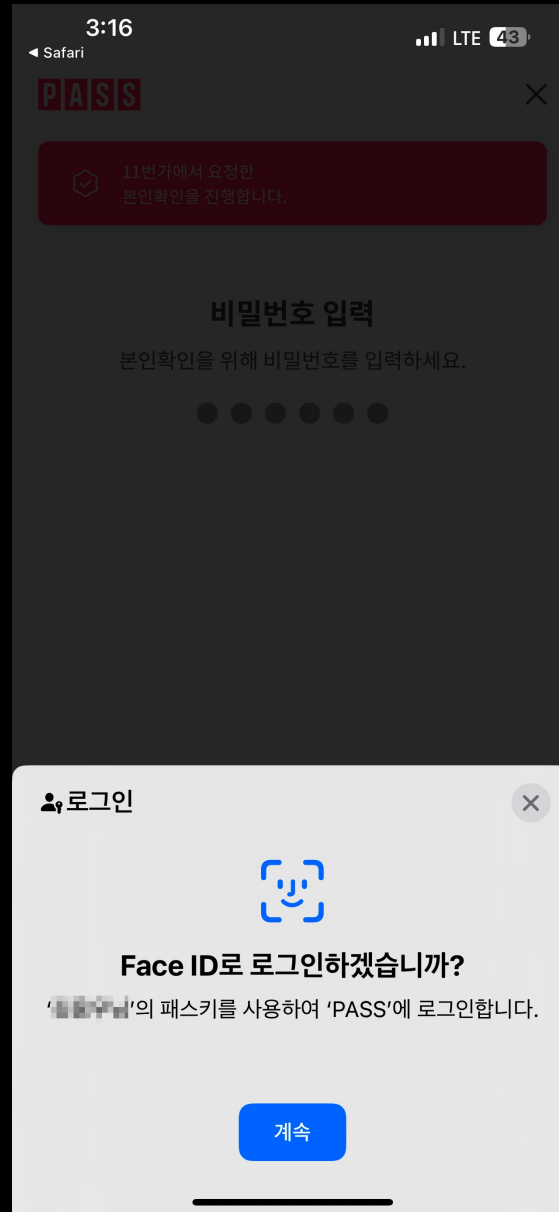 3:16
LTE 43
◀ Safari
PASS
11번가에서 요청한
본인확인을 진행합니다.
비밀번호 입력
본인확인을 위해 비밀번호를 입력하세요.
로그인
Face ID로 로그인하겠습니까?
‘ ’의 패스키를 사용하여 ‘PASS’에 로그인합니다.
계속